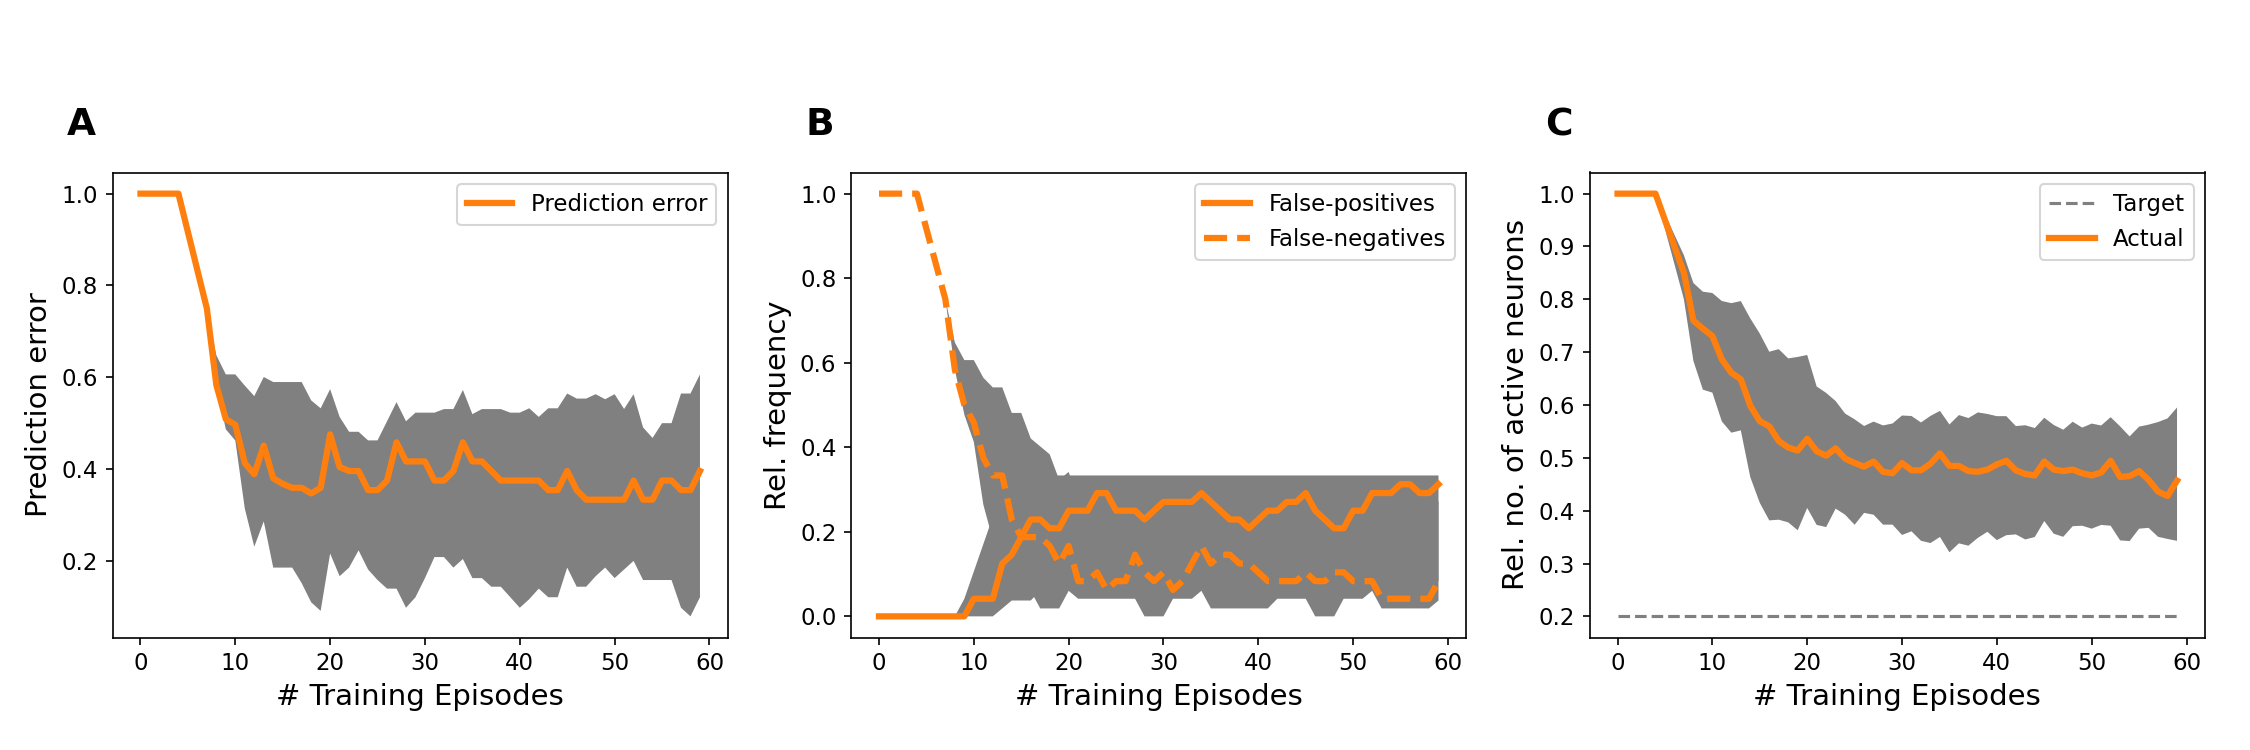 A
Prediction error
1.0
0.8
0.6
0.4
0.2
Prediction error
0 10 20 30 40 50 60
# Training Episodes
B
Rel. frequency
1.0
0.8
0.6
0.4
0.2
0.0
False-positives
False-negatives
0 10 20 30 40 50 60
# Training Episodes
C
Rel. no. of active neurons
1.0
0.9
0.8
0.7
0.6
0.5
0.4
0.3
0.2
Target
Actual
0 10 20 30 40 50 60
# Training Episodes